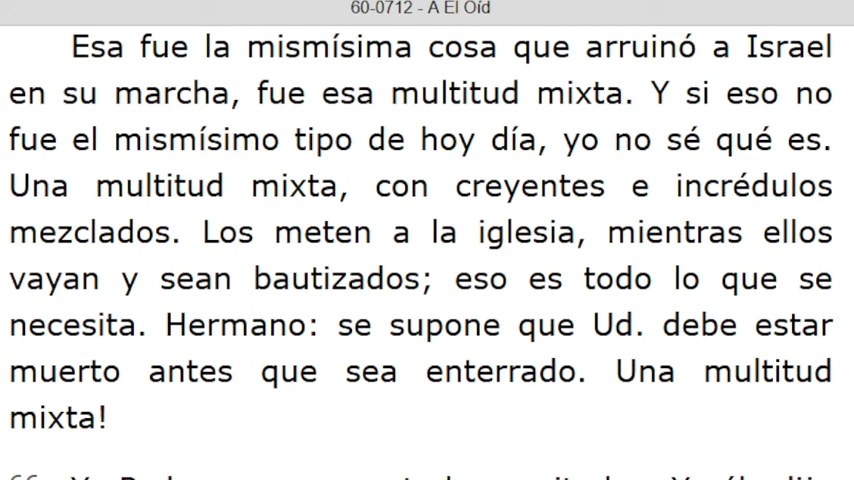 60-0712 - A El Oíd
Esa fue la mismísima cosa que arruinó a Israel
en su marcha, fue esa multitud mixta. Y si eso no
fue el mismísimo tipo de hoy día, yo no sé qué es.
Una multitud mixta, con creyentes e incrédulos
mezclados. Los meten a la iglesia, mientras ellos
vayan y sean bautizados; eso es todo lo que se
necesita. Hermano: se supone que Ud. debe estar
muerto antes que sea enterrado. Una multitud
mixta!